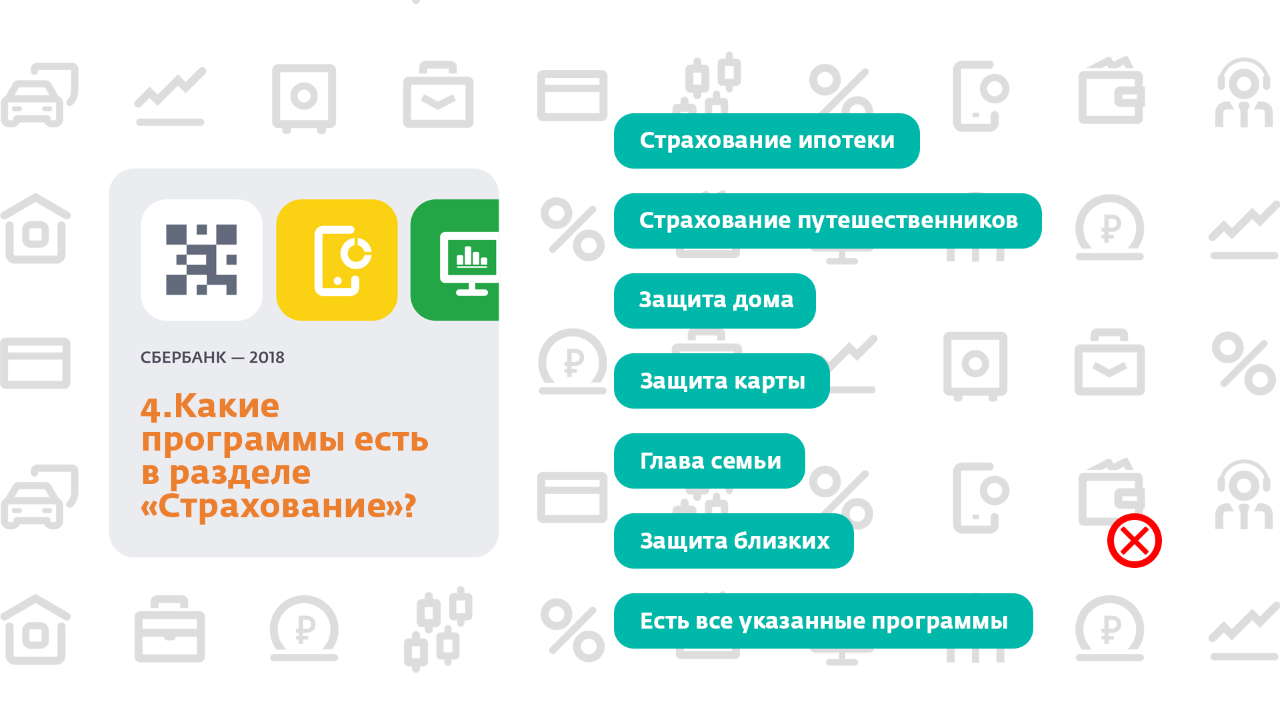 СБЕРБАНК — 2018
4.Какие
программы есть
в разделе
«Страхование»?
Страхование ипотеки
Страхование путешественников
Защита дома
Защита карты
Глава семьи
Защита близких
Есть все указанные программы